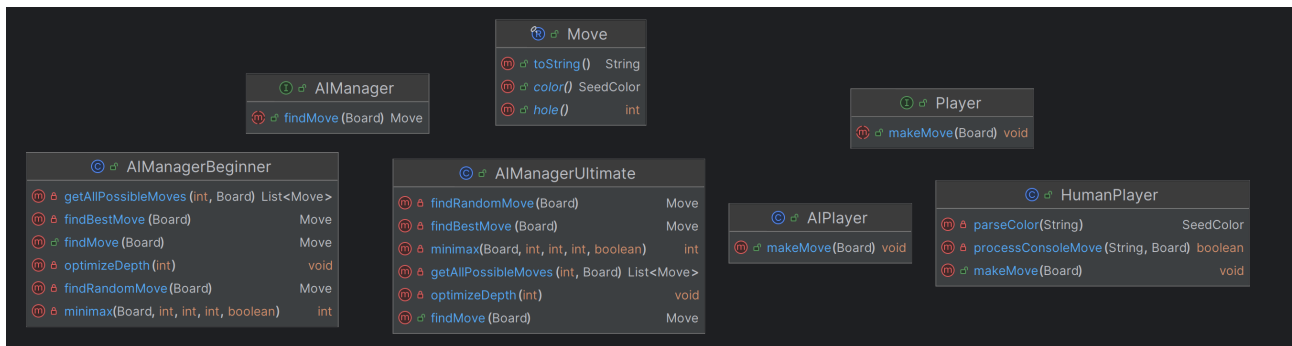 Move
toString() String
color() SeedColor
hole() int
AIManager
findMove(Board) Move
Player
makeMove(Board) void
AIManagerBeginner
getAllPossibleMoves(int, Board) List<Move>
findBestMove(Board) Move
findMove(Board) Move
optimizeDepth(int) void
findRandomMove(Board) Move
minimax(Board, int, int, int, boolean) int
AIManagerUltimate
findRandomMove(Board) Move
findBestMove(Board) Move
minimax(Board, int, int, int, boolean) int
getAllPossibleMoves(int, Board) List<Move>
optimizeDepth(int) void
findMove(Board) Move
AIPlayer
makeMove(Board) void
HumanPlayer
parseColor(String) SeedColor
processConsoleMove(String, Board) boolean
makeMove(Board) void